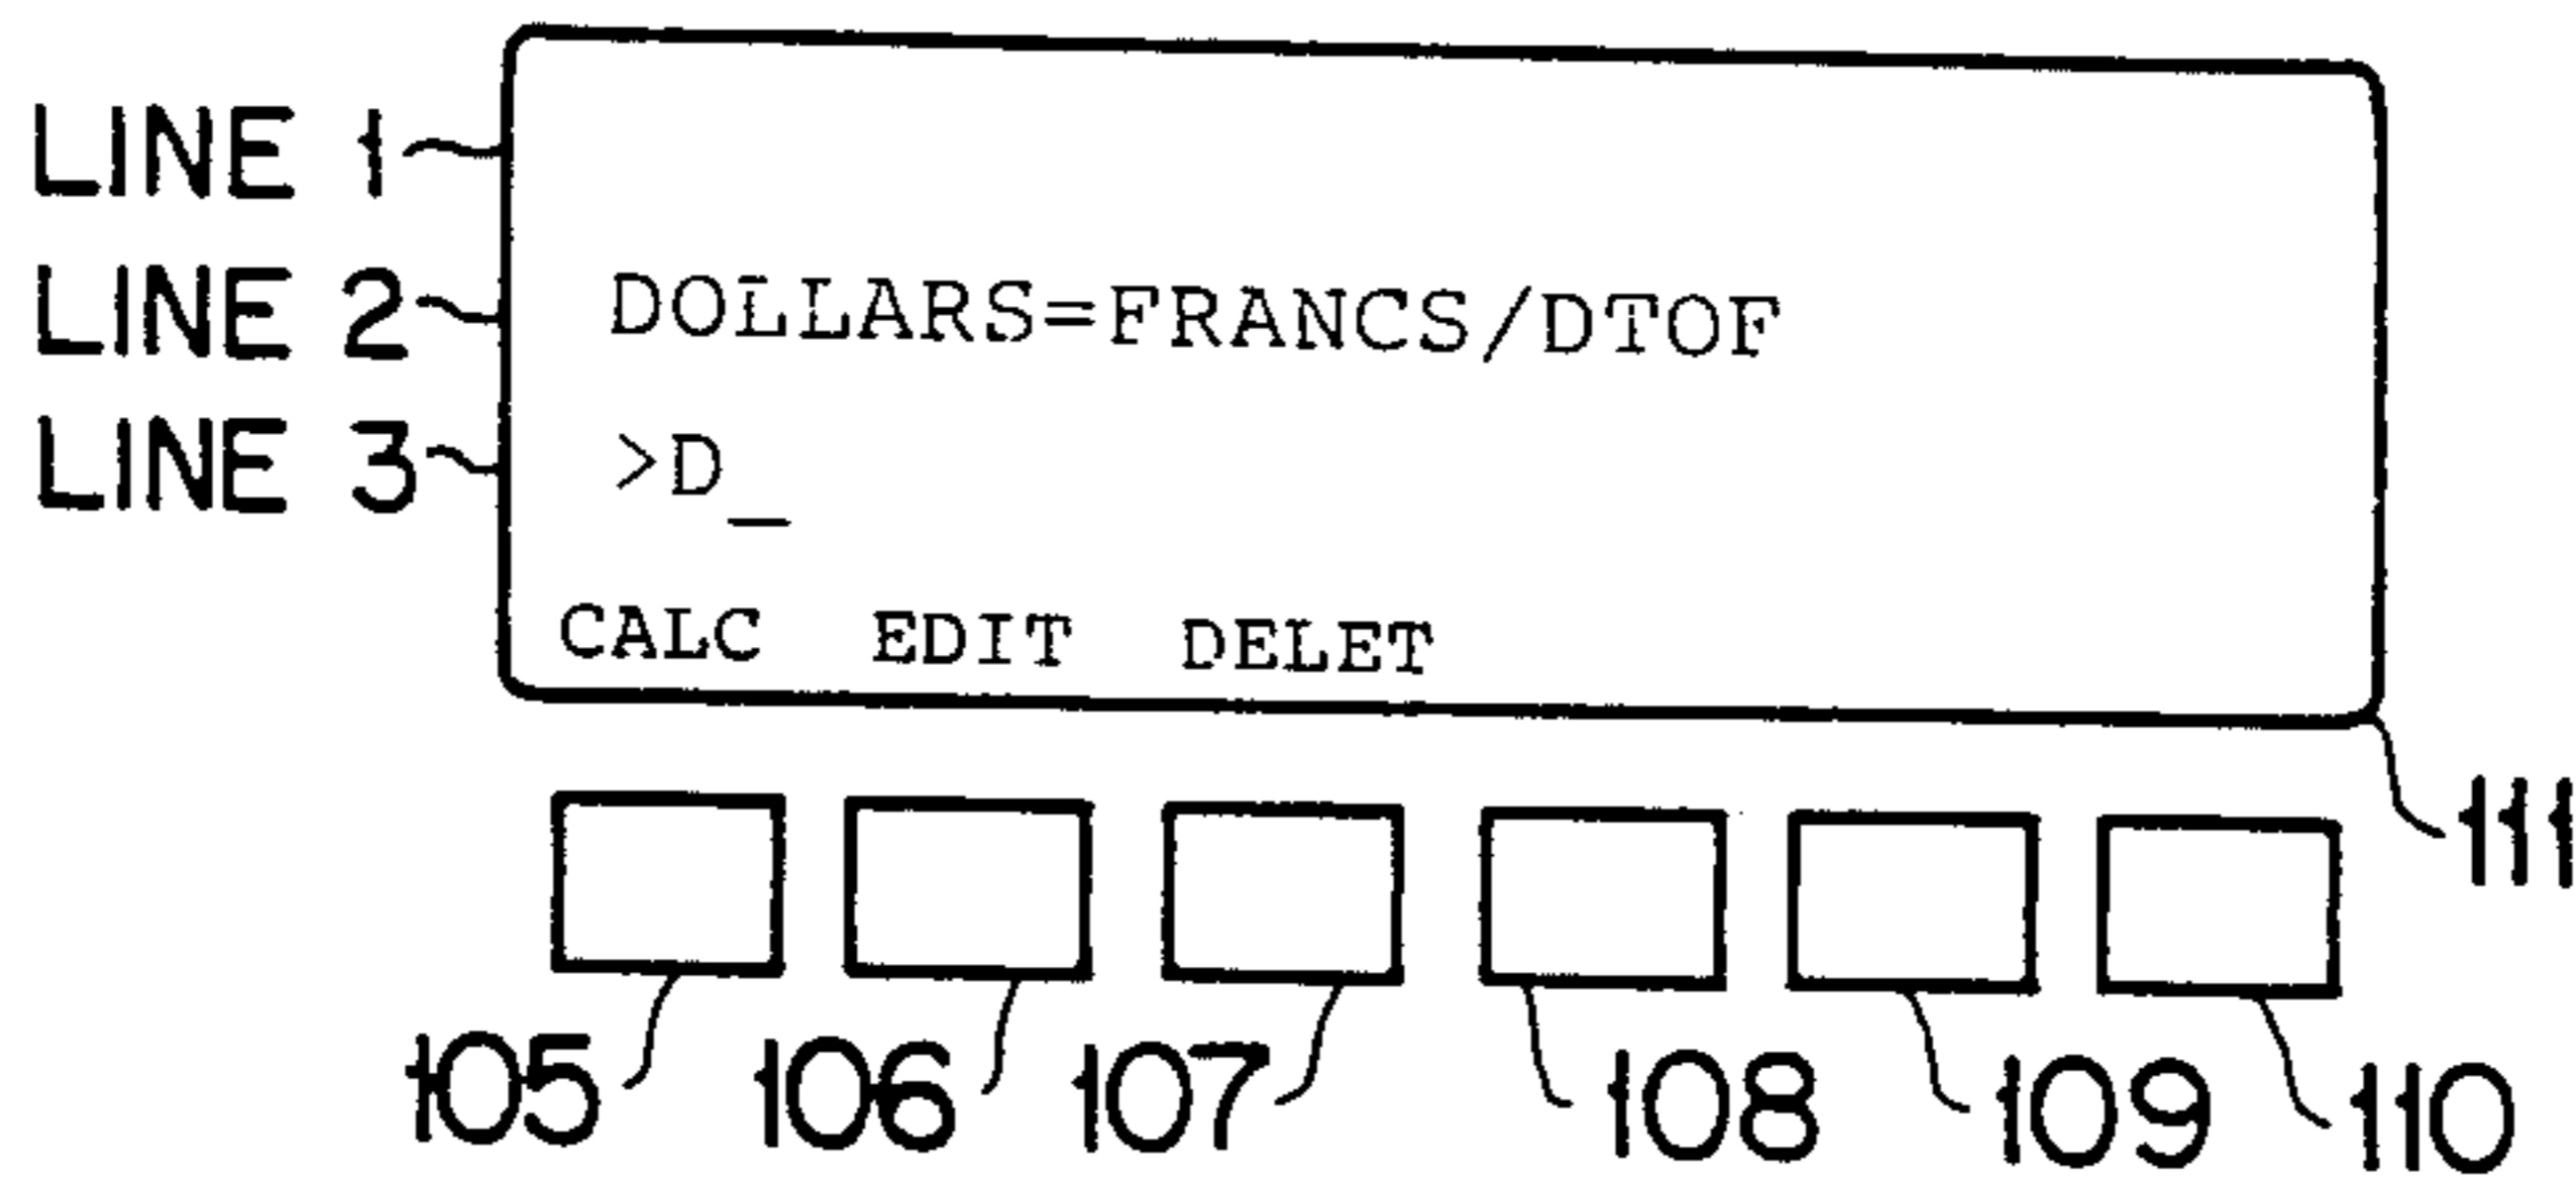 LINE 1
LINE 2 DOLLARS=FRANCS/DTOF
LINE 3 >D_
CALC EDIT DELET
111
105 106 107 108 109 110